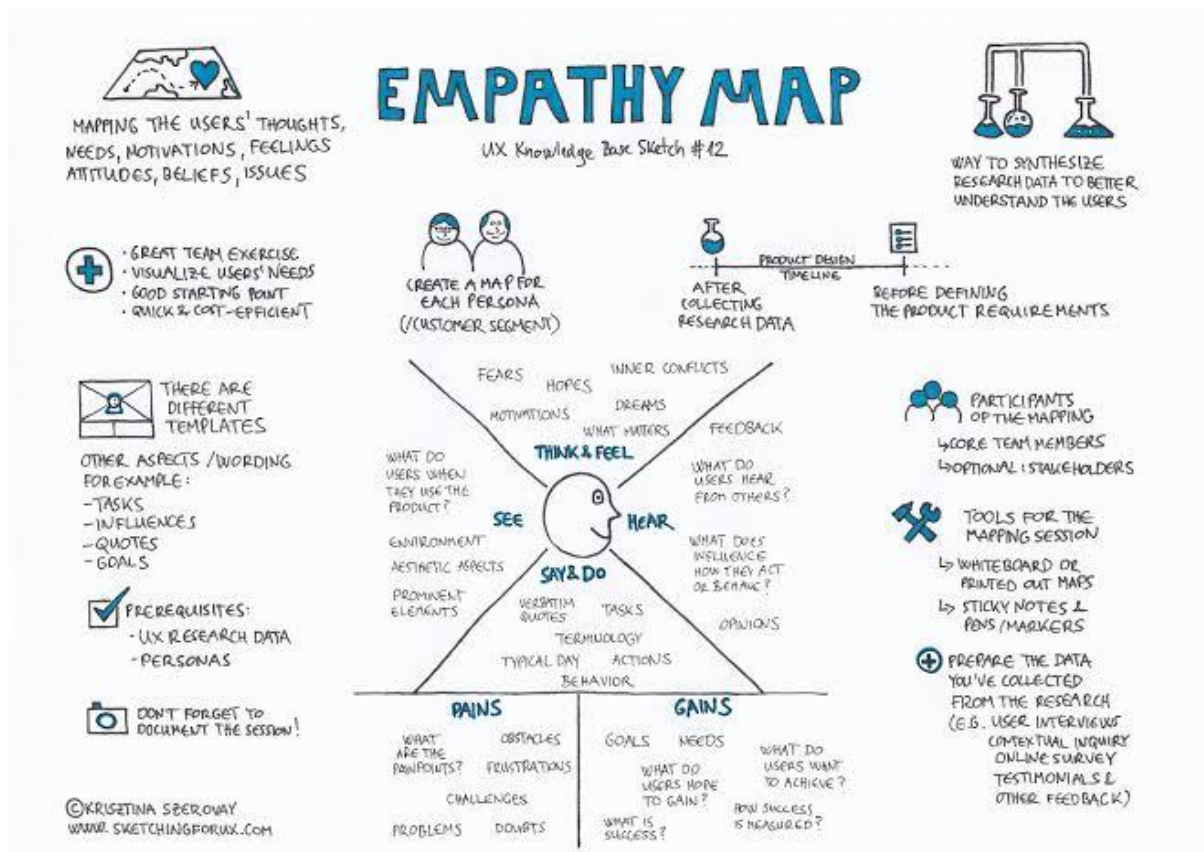 EMPATHY MAP
UX Knowledge Base Sketch #12
MAPPING THE USERS' THOUGHTS,
NEEDS, MOTIVATIONS, FEELINGS
ATTITUDES, BELIEFS, ISSUES
WAY TO SYNTHESIZE
RESEARCH DATA TO BETTER
UNDERSTAND THE USERS
· GREAT TEAM EXERCISE
· VISUALIZE USERS' NEEDS
· GOOD STARTING POINT
· QUICK & COST-EFFICIENT
CREATE A MAP FOR
EACH PERSONA
(/CUSTOMER SEGMENT)
PRODUCT DESIGN
TIMELINE
AFTER
COLLECTING
RESEARCH DATA
BEFORE DEFINING
THE PRODUCT REQUIREMENTS
THERE ARE
DIFFERENT
TEMPLATES
OTHER ASPECTS /WORDING
FOR EXAMPLE:
- TASKS
- INFLUENCES
- QUOTES
- GOALS
PREREQUISITES:
- UX RESEARCH DATA
- PERSONAS
DON'T FORGET TO
DOCUMENT THE SESSION!
FEARS
HOPES
INNER CONFLICTS
MOTIVATIONS
DREAMS
WHAT MATTERS
THINK & FEEL
WHAT DO
USERS WHEN
THEY USE THE
PRODUCT?
SEE
ENVIRONMENT
AESTHETIC ASPECTS
PROMINENT
ELEMENTS
FEEDBACK
WHAT DO
USERS HEAR
FROM OTHERS?
HEAR
WHAT DOES
INFLUENCE
HOW THEY ACT
OR BEHAVE?
OPINIONS
SAY & DO
VERBATIM
QUOTES
TASKS
TERMINOLOGY
TYPICAL DAY
ACTIONS
BEHAVIOR
PAINS
WHAT
ARE THE
PAINPOINTS?
OBSTACLES
FRUSTRATIONS
CHALLENGES
PROBLEMS
DOUBTS
GAINS
GOALS
NEEDS
WHAT DO
USERS HOPE
TO GAIN?
WHAT DO
USERS WANT
TO ACHIEVE?
WHAT IS
SUCCESS?
HOW SUCCESS
IS MEASURED?
PARTICIPANTS
OF THE MAPPING
↳ CORE TEAM MEMBERS
↳ OPTIONAL: STAKEHOLDERS
TOOLS FOR THE
MAPPING SESSION
↳ WHITEBOARD OR
PRINTED OUT MAPS
↳ STICKY NOTES &
PENS/MARKERS
PREPARE THE DATA
YOU'VE COLLECTED
FROM THE RESEARCH
(E.G. USER INTERVIEWS
CONTEXTUAL INQUIRY
ONLINE SURVEY
TESTIMONIALS &
OTHER FEEDBACK)
©KRISZTINA SZEROVAY
WWW.SKETCHINGFORUX.COM